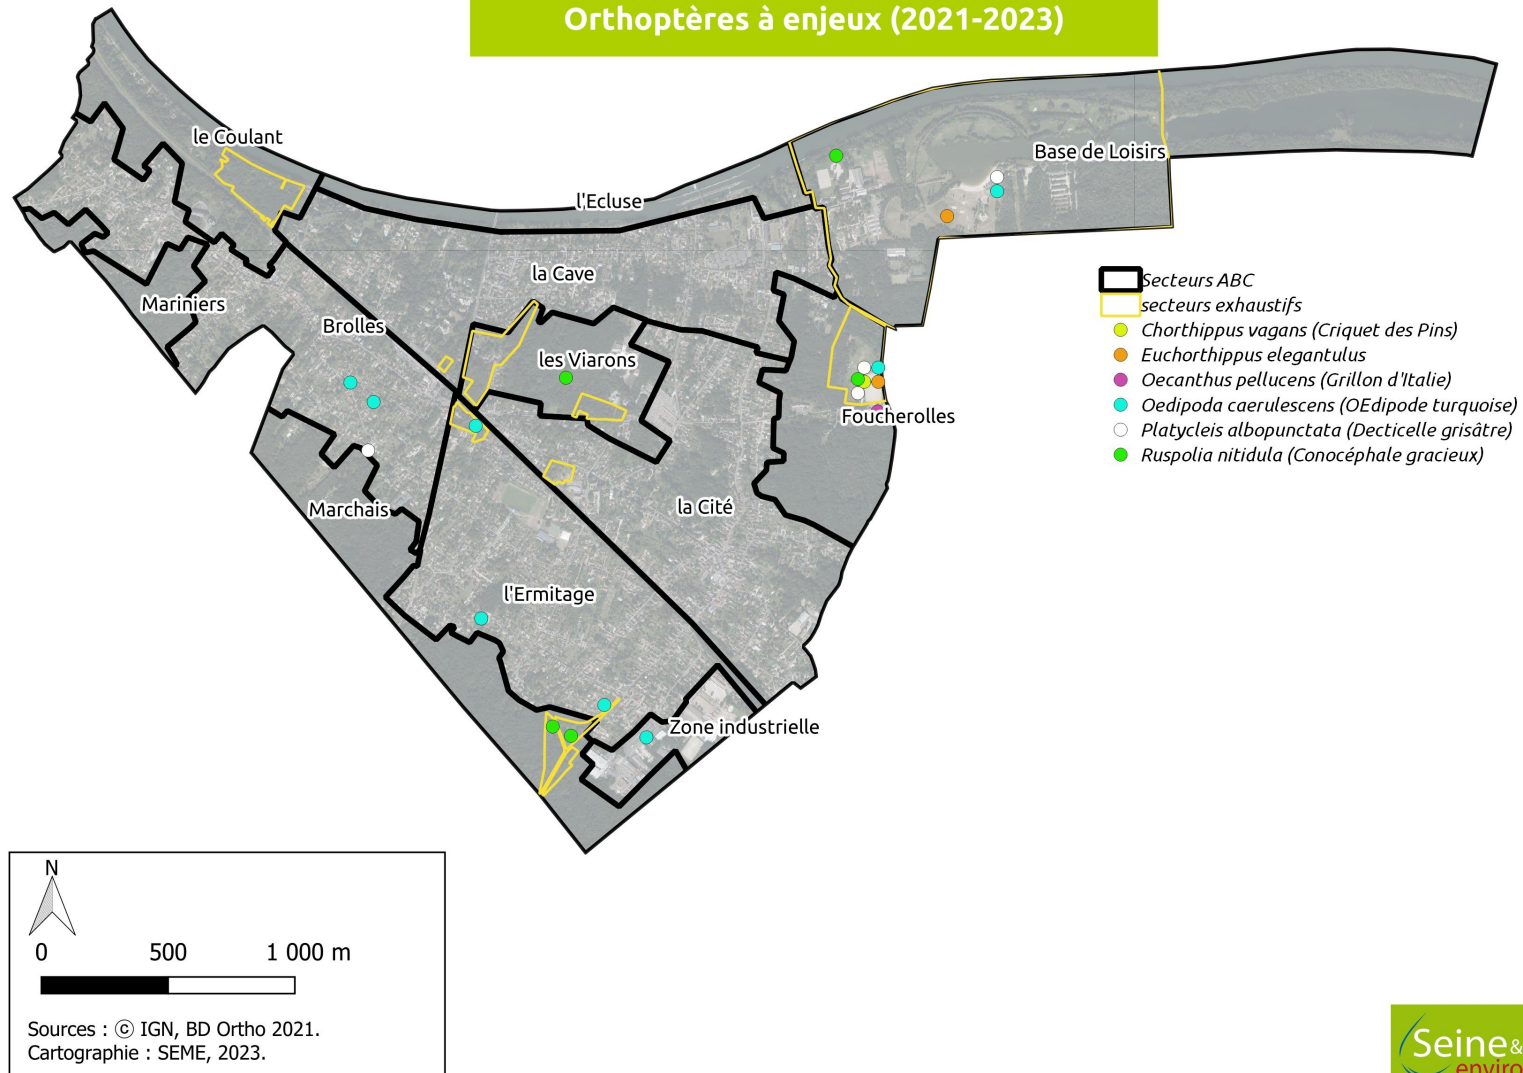 Orthoptères à enjeux (2021-2023)
le Coulant
l'Ecluse
Base de Loisirs
la Cave
Mariniers
Brolles
les Viarons
Foucherolles
Marchais
la Cité
l'Ermitage
Zone industrielle
Secteurs ABC
secteurs exhaustifs
Chorthippus vagans (Criquet des Pins)
Euchorthippus elegantulus
Oecanthus pellucens (Grillon d'Italie)
Oedipoda caerulescens (OEdipode turquoise)
Platycleis albopunctata (Decticelle grisâtre)
Ruspolia nitidula (Conocéphale gracieux)
N
0 500 1 000 m
Sources : © IGN, BD Ortho 2021.
Cartographie : SEME, 2023.
Seine &
enviro